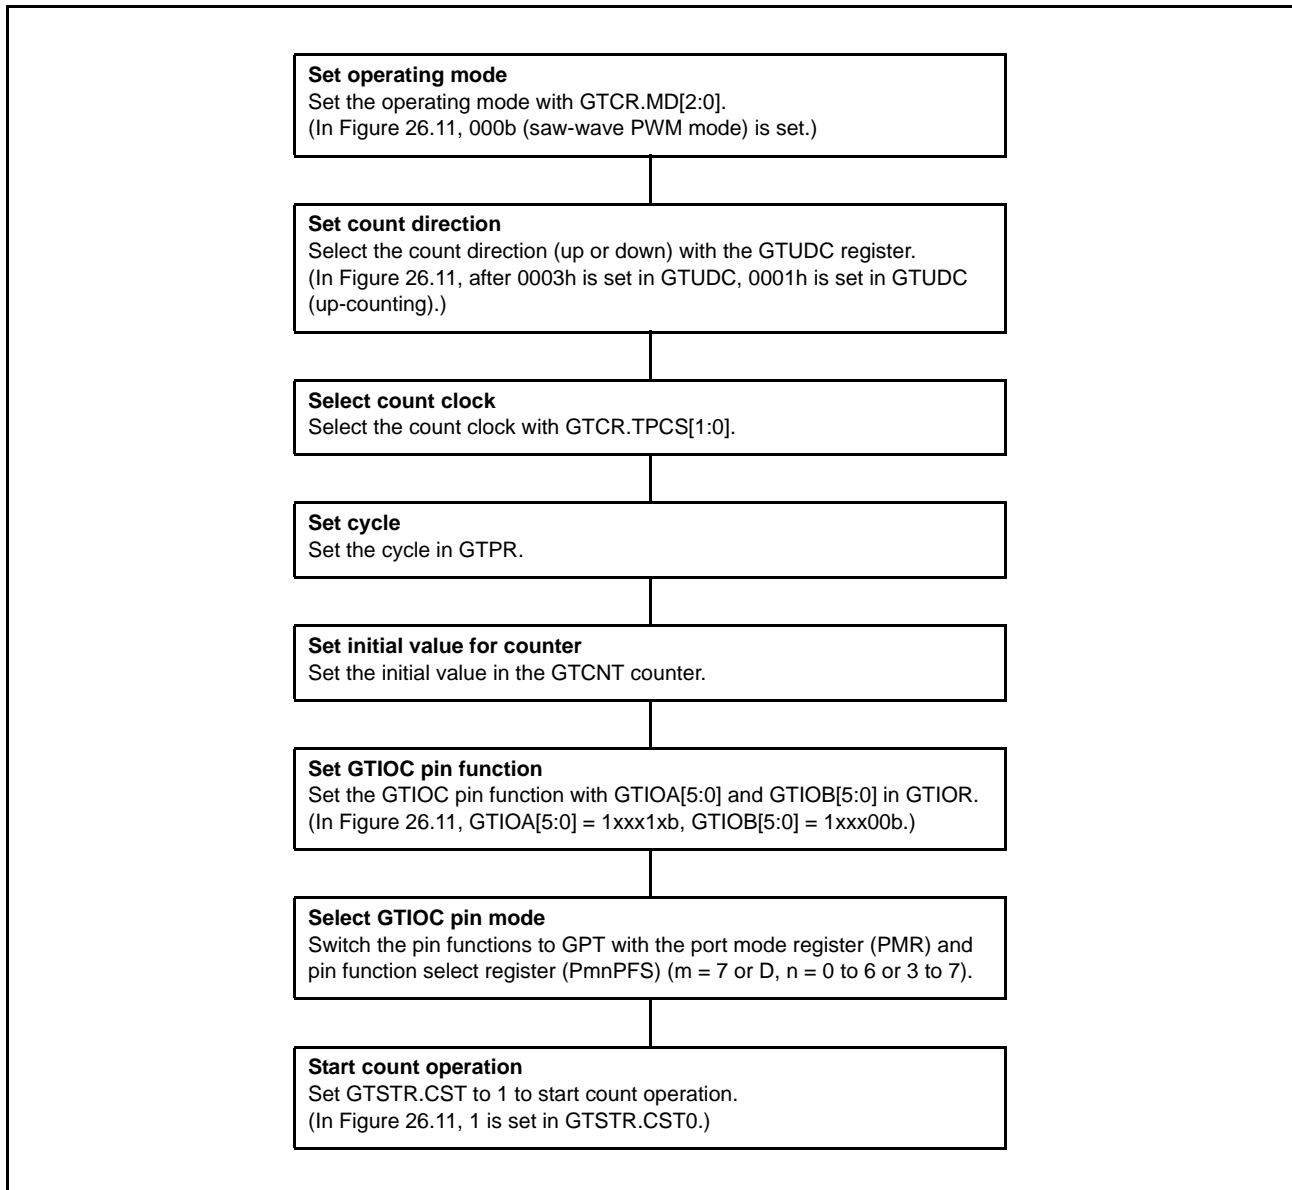 Set operating mode
Set the operating mode with GTCR.MD[2:0].
(In Figure 26.11, 000b (saw-wave PWM mode) is set.)
Set count direction
Select the count direction (up or down) with the GTUDC register.
(In Figure 26.11, after 0003h is set in GTUDC, 0001h is set in GTUDC
(up-counting).)
Select count clock
Select the count clock with GTCR.TPCS[1:0].
Set cycle
Set the cycle in GTPR.
Set initial value for counter
Set the initial value in the GTCNT counter.
Set GTIOC pin function
Set the GTIOC pin function with GTIOA[5:0] and GTIOB[5:0] in GTIOR.
(In Figure 26.11, GTIOA[5:0] = 1xxx1xb, GTIOB[5:0] = 1xxx00b.)
Select GTIOC pin mode
Switch the pin functions to GPT with the port mode register (PMR) and
pin function select register (PmnPFS) (m = 7 or D, n = 0 to 6 or 3 to 7).
Start count operation
Set GTSTR.CST to 1 to start count operation.
(In Figure 26.11, 1 is set in GTSTR.CST0.)